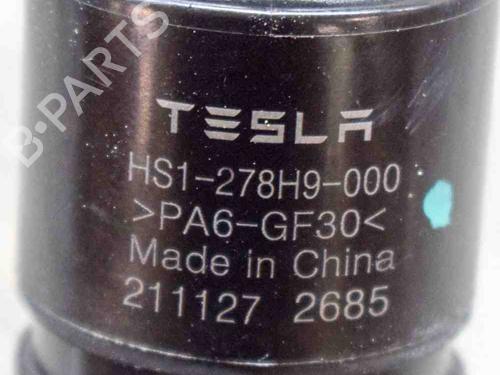 B-PARTS
TESLA
HS1-278H9-000
>PA6-GF30<
Made in China
211127 2685